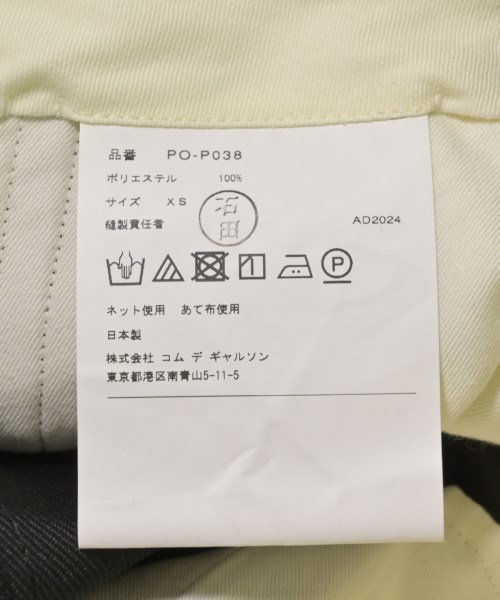 品番 PO-P038
ポリエステル 100%
サイズ XS
縫製責任者 沼田 AD2024
P
ネット使用 あて布使用
日本製
株式会社 コム デ ギャルソン
東京都港区南青山5-11-5